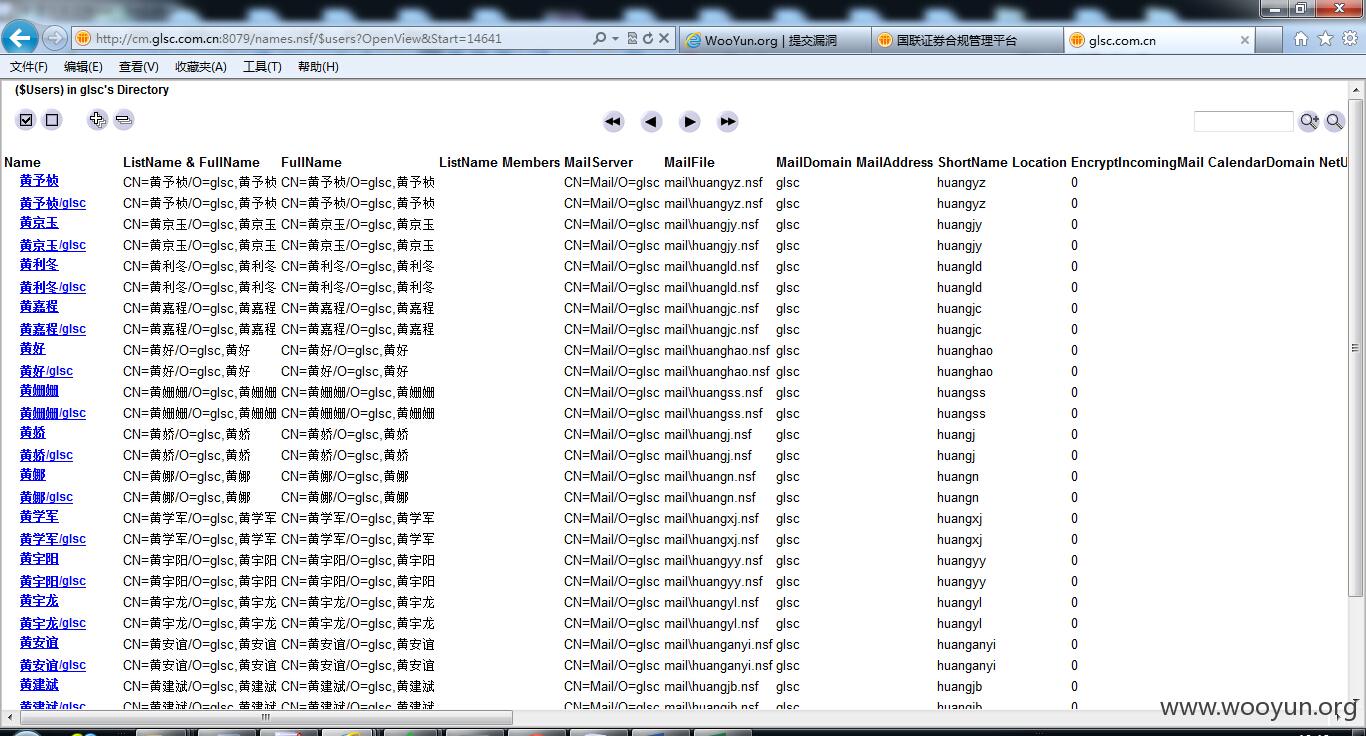 http://cm.glsc.com.cn:8079/names.nsf/$users?OpenView&Start=14641 WooYun.org | 提交漏洞 国联证券合规管理平台 glsc.com.cn
文件(F) 编辑(E) 查看(V) 收藏夹(A) 工具(T) 帮助(H)
($Users) in glsc's Directory
Name ListName & FullName FullName ListName Members MailServer MailFile MailDomain MailAddress ShortName Location EncryptIncomingMail CalendarDomain NetU
黄予桢 CN=黄予桢/O=glsc,黄予桢 CN=黄予桢/O=glsc,黄予桢 CN=Mail/O=glsc mail\huangyz.nsf glsc huangyz 0
黄予桢/glsc CN=黄予桢/O=glsc,黄予桢 CN=黄予桢/O=glsc,黄予桢 CN=Mail/O=glsc mail\huangyz.nsf glsc huangyz 0
黄京玉 CN=黄京玉/O=glsc,黄京玉 CN=黄京玉/O=glsc,黄京玉 CN=Mail/O=glsc mail\huangjy.nsf glsc huangjy 0
黄京玉/glsc CN=黄京玉/O=glsc,黄京玉 CN=黄京玉/O=glsc,黄京玉 CN=Mail/O=glsc mail\huangjy.nsf glsc huangjy 0
黄利冬 CN=黄利冬/O=glsc,黄利冬 CN=黄利冬/O=glsc,黄利冬 CN=Mail/O=glsc mail\huangld.nsf glsc huangld 0
黄利冬/glsc CN=黄利冬/O=glsc,黄利冬 CN=黄利冬/O=glsc,黄利冬 CN=Mail/O=glsc mail\huangld.nsf glsc huangld 0
黄嘉程 CN=黄嘉程/O=glsc,黄嘉程 CN=黄嘉程/O=glsc,黄嘉程 CN=Mail/O=glsc mail\huangjc.nsf glsc huangjc 0
黄嘉程/glsc CN=黄嘉程/O=glsc,黄嘉程 CN=黄嘉程/O=glsc,黄嘉程 CN=Mail/O=glsc mail\huangjc.nsf glsc huangjc 0
黄好 CN=黄好/O=glsc,黄好 CN=黄好/O=glsc,黄好 CN=Mail/O=glsc mail\huanghao.nsf glsc huanghao 0
黄好/glsc CN=黄好/O=glsc,黄好 CN=黄好/O=glsc,黄好 CN=Mail/O=glsc mail\huanghao.nsf glsc huanghao 0
黄姗姗 CN=黄姗姗/O=glsc,黄姗姗 CN=黄姗姗/O=glsc,黄姗姗 CN=Mail/O=glsc mail\huangss.nsf glsc huangss 0
黄姗姗/glsc CN=黄姗姗/O=glsc,黄姗姗 CN=黄姗姗/O=glsc,黄姗姗 CN=Mail/O=glsc mail\huangss.nsf glsc huangss 0
黄娇 CN=黄娇/O=glsc,黄娇 CN=黄娇/O=glsc,黄娇 CN=Mail/O=glsc mail\huangj.nsf glsc huangj 0
黄娇/glsc CN=黄娇/O=glsc,黄娇 CN=黄娇/O=glsc,黄娇 CN=Mail/O=glsc mail\huangj.nsf glsc huangj 0
黄娜 CN=黄娜/O=glsc,黄娜 CN=黄娜/O=glsc,黄娜 CN=Mail/O=glsc mail\huangn.nsf glsc huangn 0
黄娜/glsc CN=黄娜/O=glsc,黄娜 CN=黄娜/O=glsc,黄娜 CN=Mail/O=glsc mail\huangn.nsf glsc huangn 0
黄学军 CN=黄学军/O=glsc,黄学军 CN=黄学军/O=glsc,黄学军 CN=Mail/O=glsc mail\huangxj.nsf glsc huangxj 0
黄学军/glsc CN=黄学军/O=glsc,黄学军 CN=黄学军/O=glsc,黄学军 CN=Mail/O=glsc mail\huangxj.nsf glsc huangxj 0
黄宇阳 CN=黄宇阳/O=glsc,黄宇阳 CN=黄宇阳/O=glsc,黄宇阳 CN=Mail/O=glsc mail\huangyy.nsf glsc huangyy 0
黄宇阳/glsc CN=黄宇阳/O=glsc,黄宇阳 CN=黄宇阳/O=glsc,黄宇阳 CN=Mail/O=glsc mail\huangyy.nsf glsc huangyy 0
黄宇龙 CN=黄宇龙/O=glsc,黄宇龙 CN=黄宇龙/O=glsc,黄宇龙 CN=Mail/O=glsc mail\huangyl.nsf glsc huangyl 0
黄宇龙/glsc CN=黄宇龙/O=glsc,黄宇龙 CN=黄宇龙/O=glsc,黄宇龙 CN=Mail/O=glsc mail\huangyl.nsf glsc huangyl 0
黄安谊 CN=黄安谊/O=glsc,黄安谊 CN=黄安谊/O=glsc,黄安谊 CN=Mail/O=glsc mail\huanganyi.nsf glsc huanganyi 0
黄安谊/glsc CN=黄安谊/O=glsc,黄安谊 CN=黄安谊/O=glsc,黄安谊 CN=Mail/O=glsc mail\huanganyi.nsf glsc huanganyi 0
黄建斌 CN=黄建斌/O=glsc,黄建斌 CN=黄建斌/O=glsc,黄建斌 CN=Mail/O=glsc mail\huangjb.nsf glsc huangjb 0
黄建斌/glsc CN=黄建斌/O=glsc,黄建斌 CN=黄建斌/O=glsc,黄建斌 CN=Mail/O=glsc mail\huangjb.nsf glsc huangjb 0
www.wooyun.org